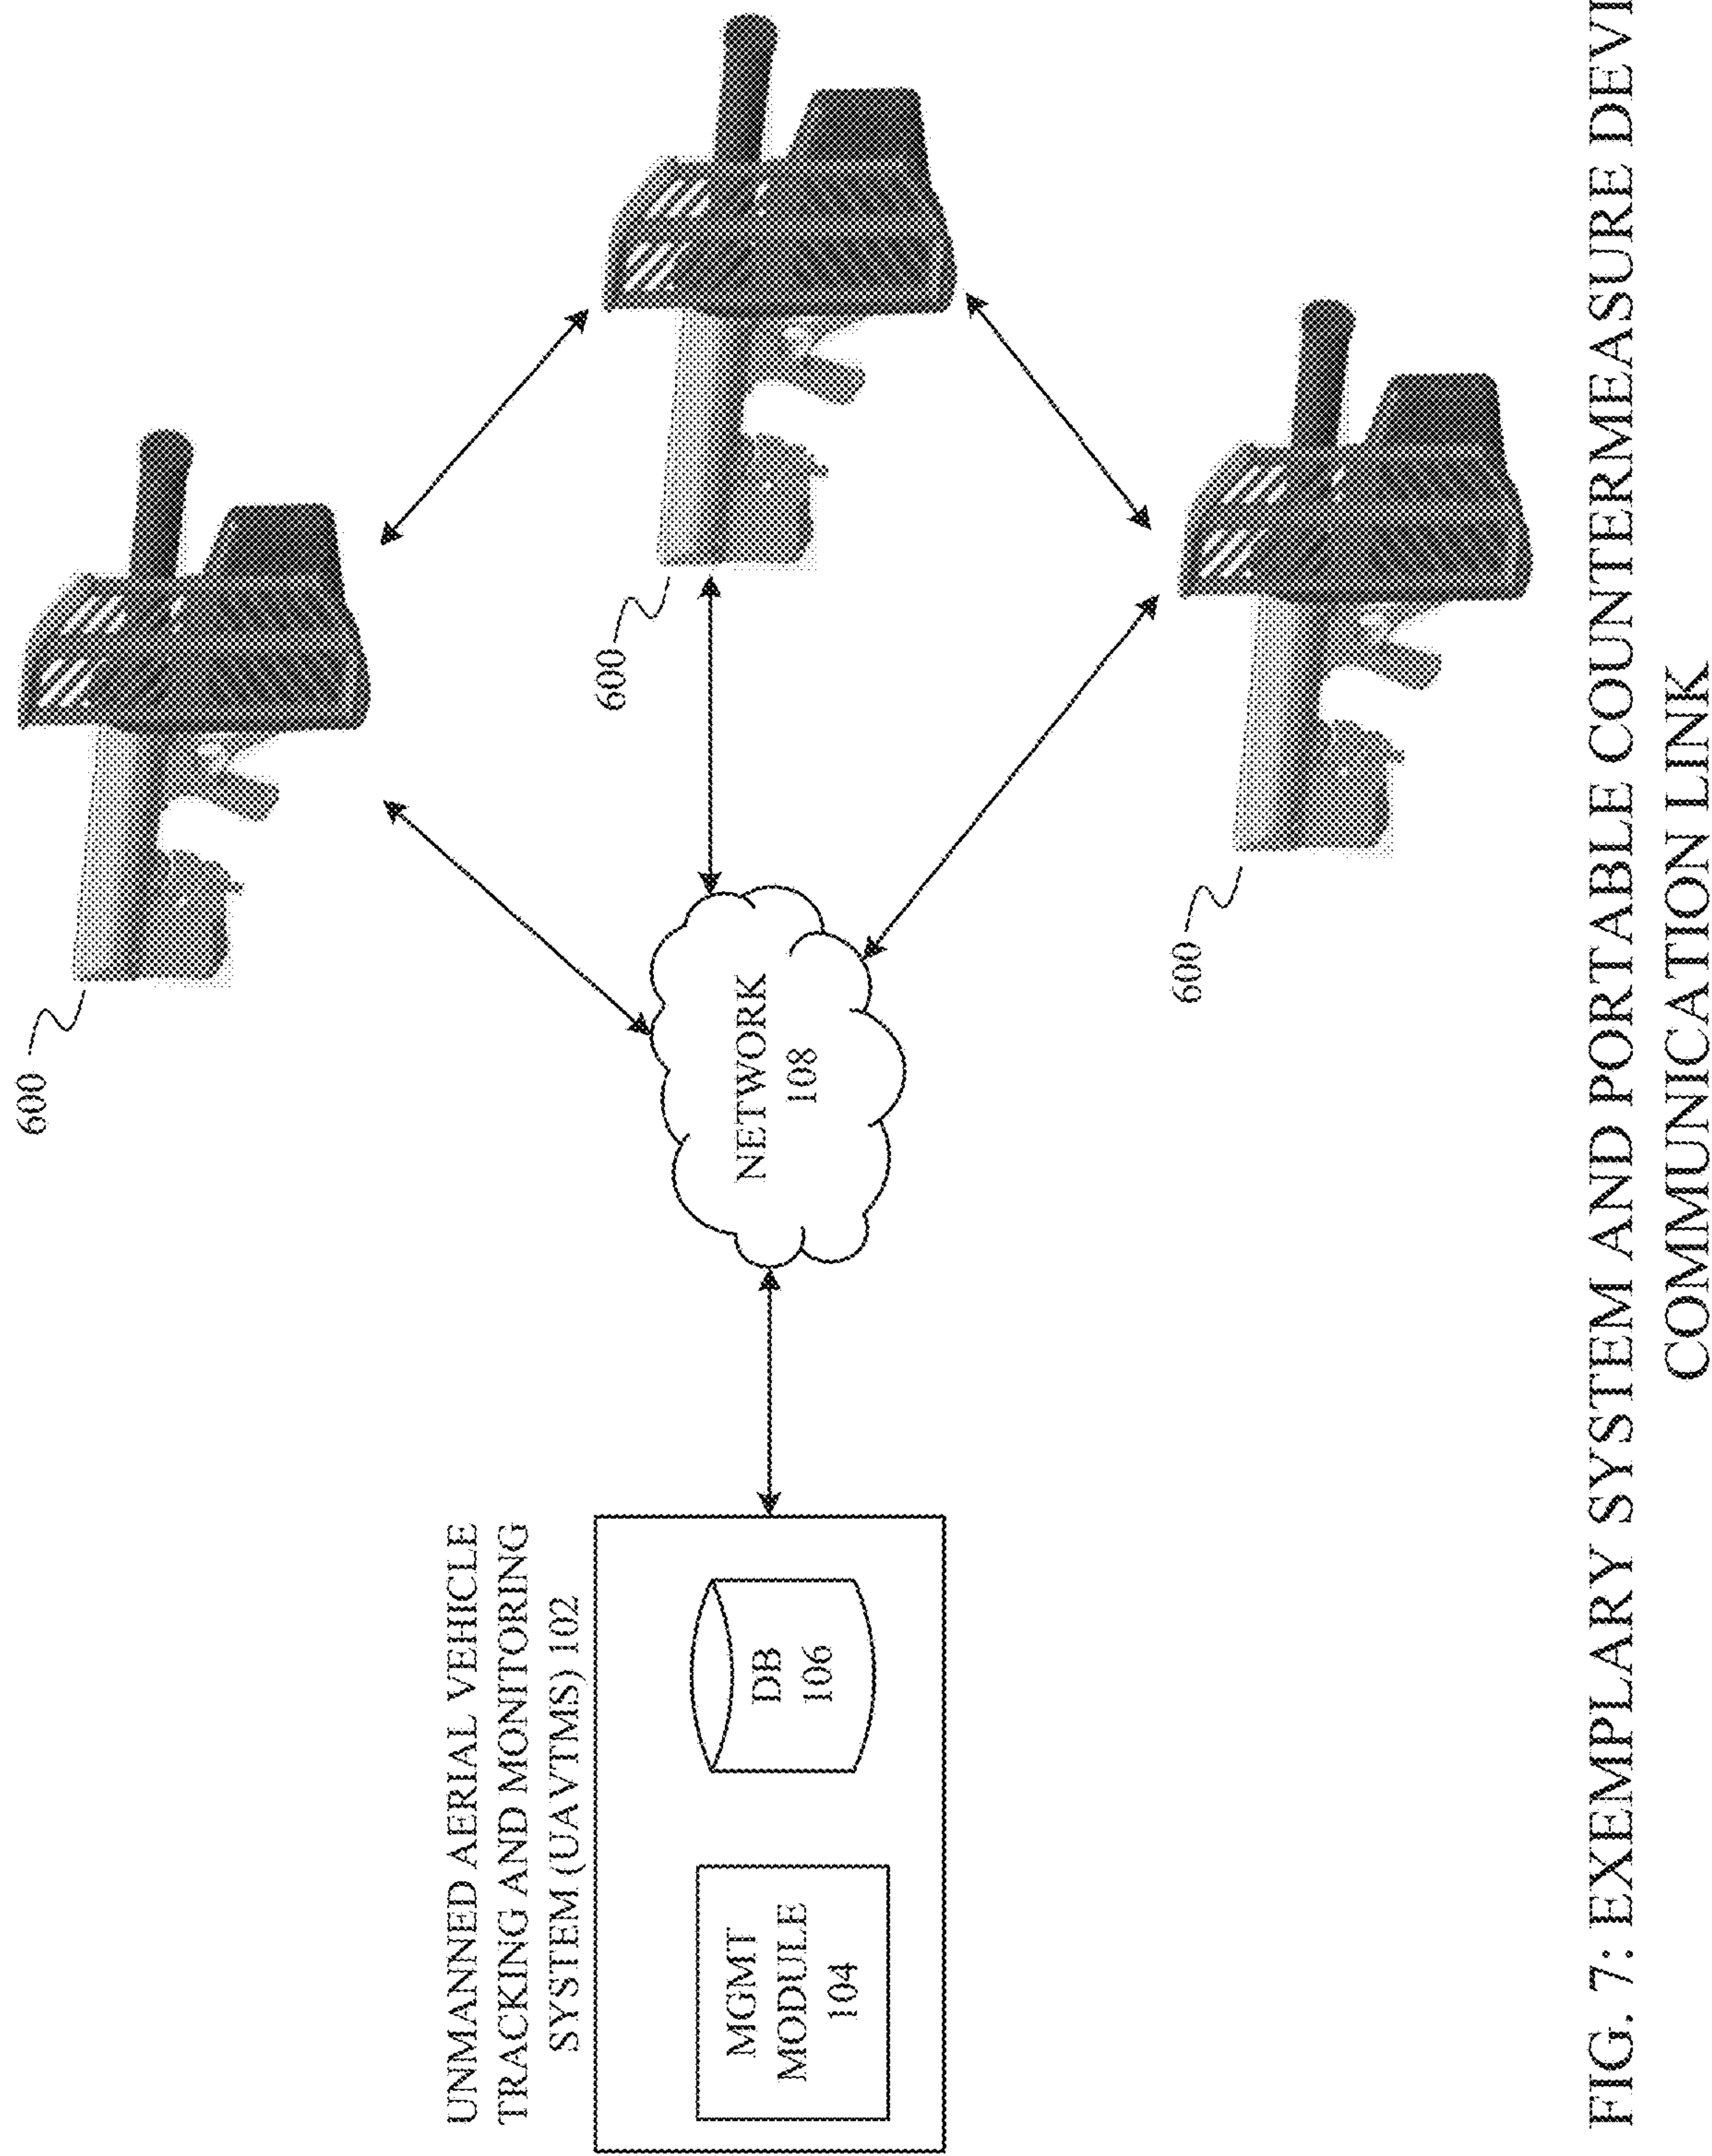 600
UNMANNED AERIAL VEHICLE
TRACKING AND MONITORING
SYSTEM (UAVTMS) 102
600
MGMT
MODULE
104
DB
106
NETWORK
108
600
FIG. 7: EXEMPLARY SYSTEM AND PORTABLE COUNTERMEASURE DEVI
COMMUNICATION LINK